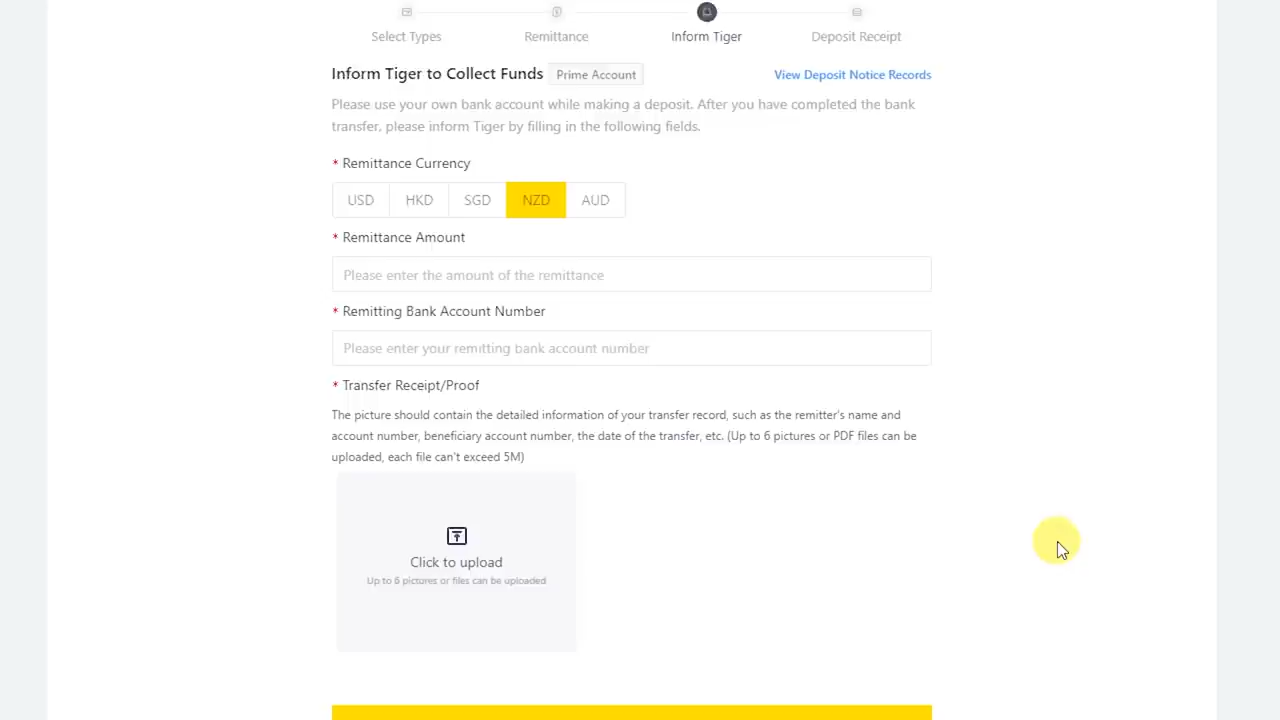 Select Types
Remittance
Inform Tiger
Deposit Receipt
Inform Tiger to Collect Funds Prime Account View Deposit Notice Records
Please use your own bank account while making a deposit. After you have completed the bank
transfer, please inform Tiger by filling in the following fields.
* Remittance Currency
USD HKD SGD NZD AUD
* Remittance Amount
Please enter the amount of the remittance
* Remitting Bank Account Number
Please enter your remitting bank account number
* Transfer Receipt/Proof
The picture should contain the detailed information of your transfer record, such as the remitter's name and
account number, beneficiary account number, the date of the transfer, etc. (Up to 6 pictures or PDF files can be
uploaded, each file can't exceed 5M)
Click to upload
Up to 6 pictures or files can be uploaded